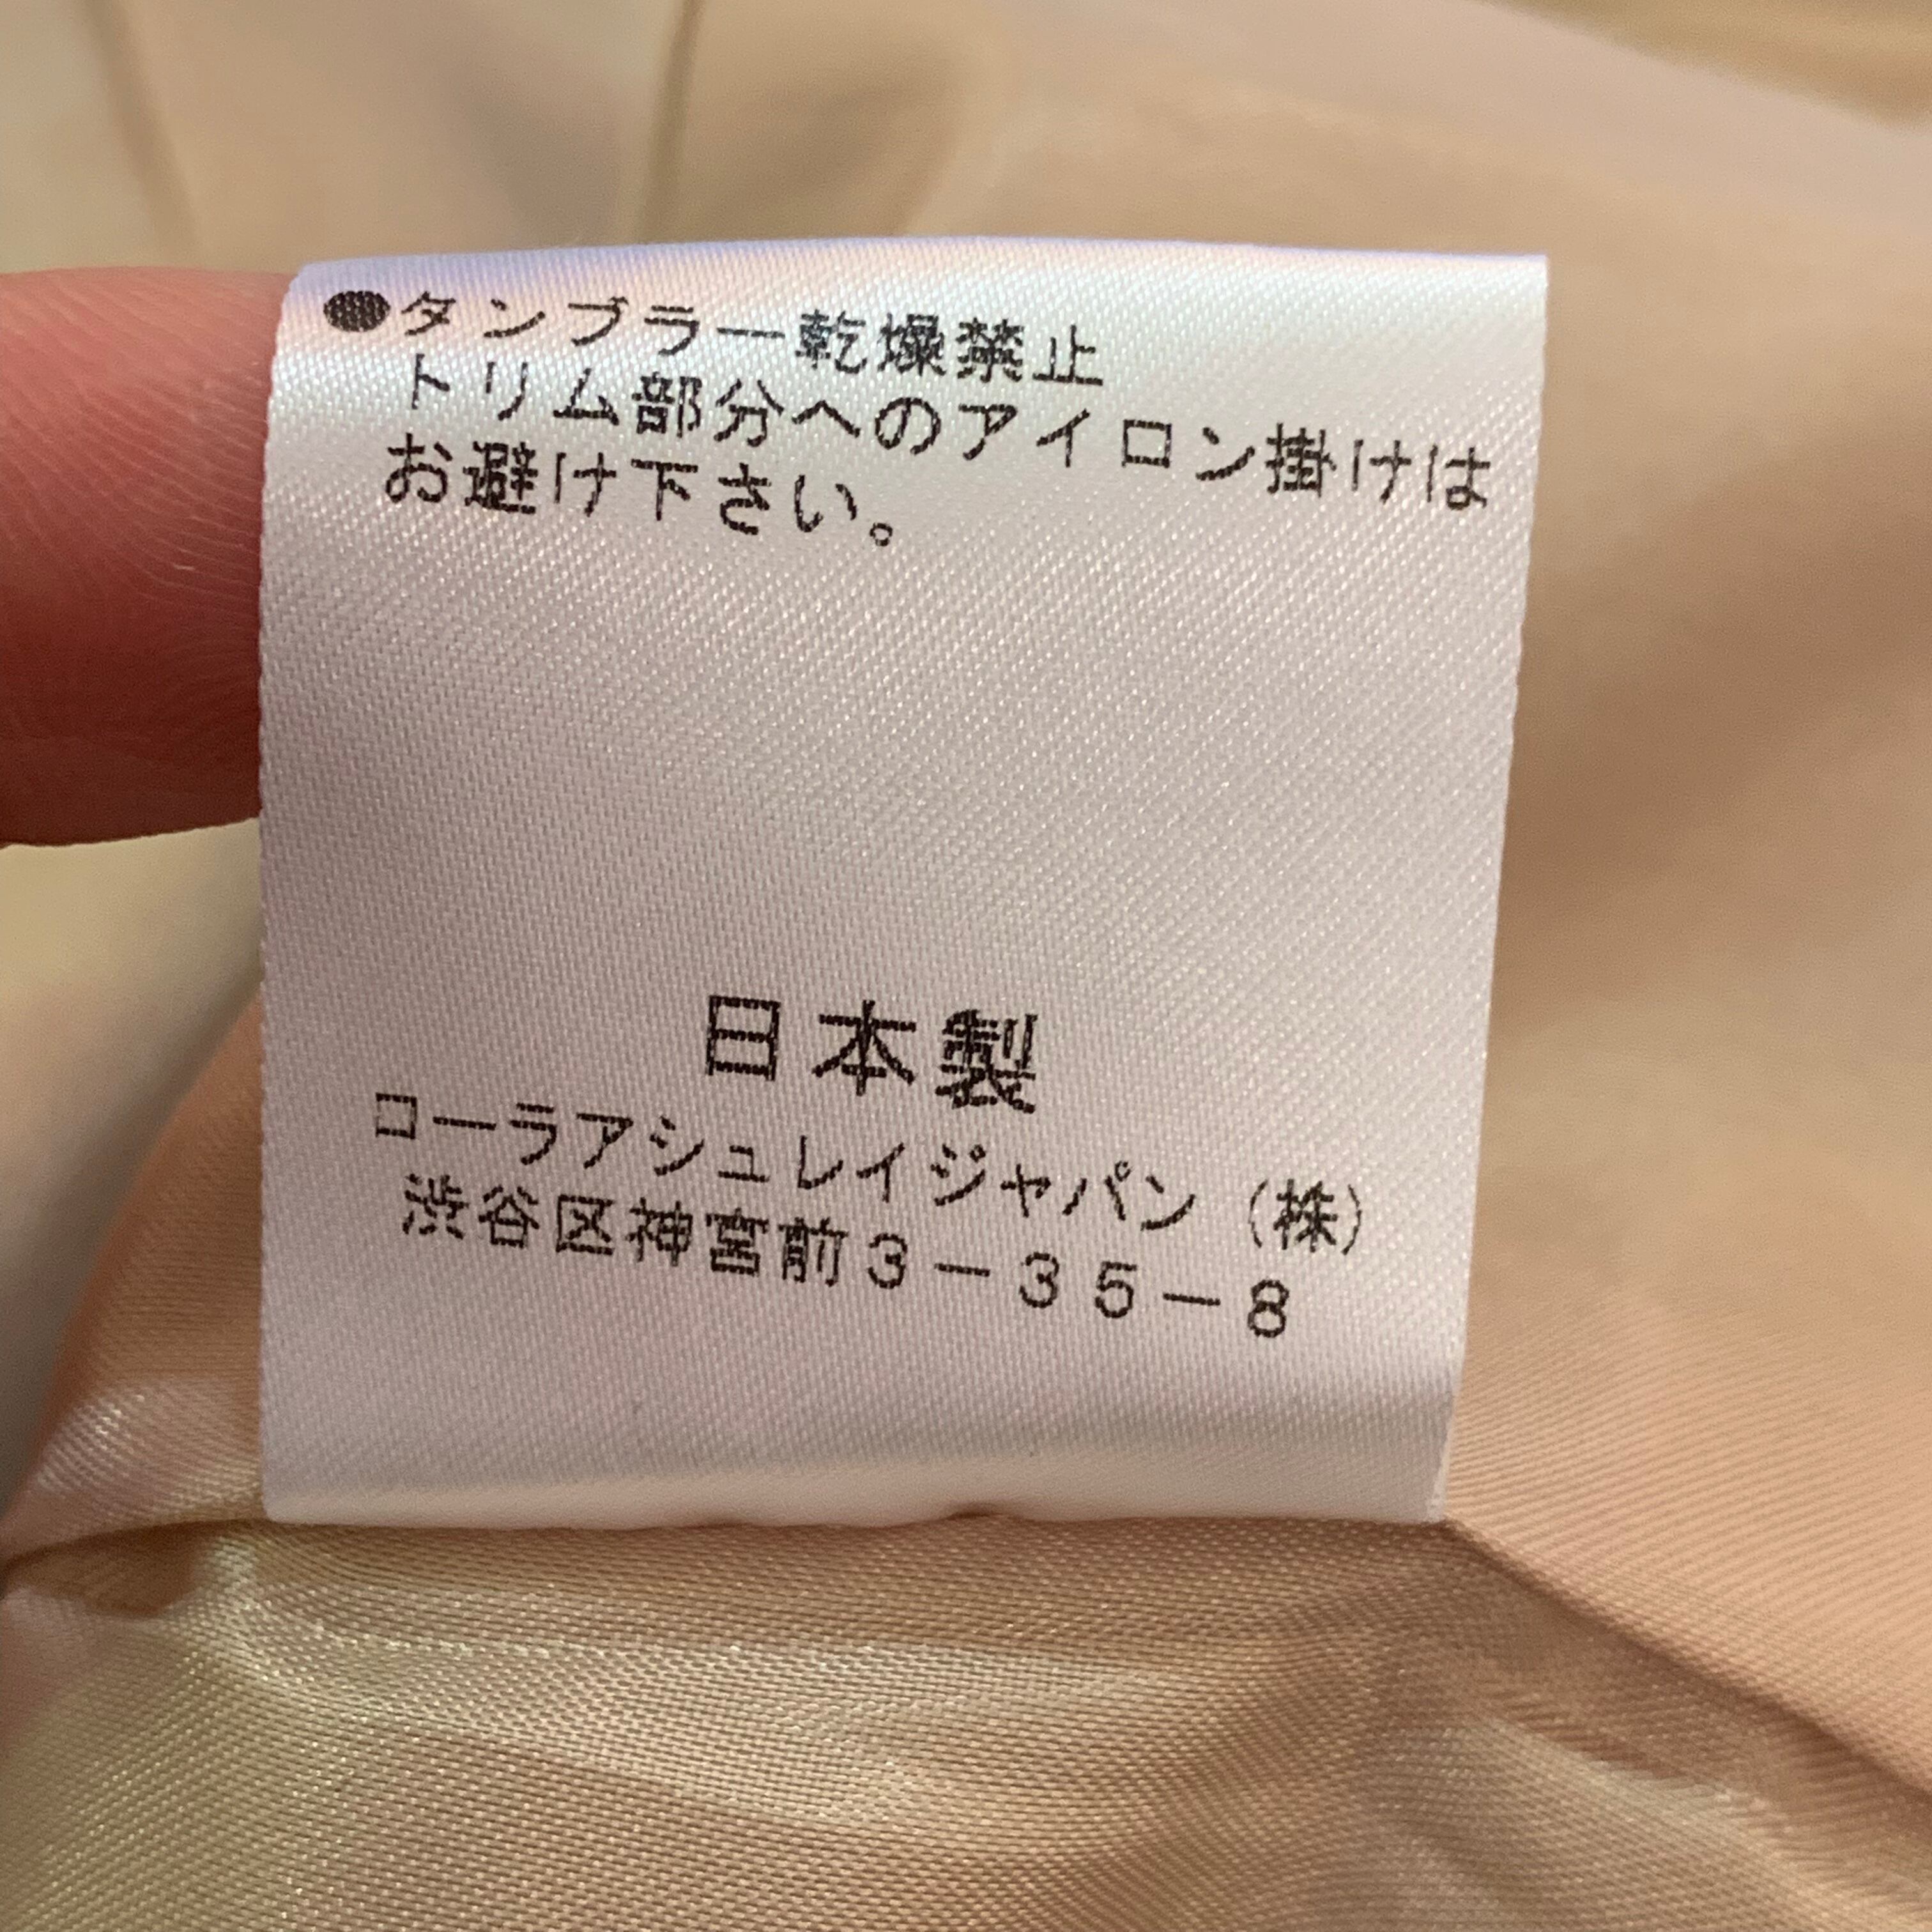 ●タンブラー乾燥禁止
トリム部分へのアイロン掛けは
お避け下さい。
日本製
ローラアシュレイジャパン（株）
渋谷区神宮前３－３５－８